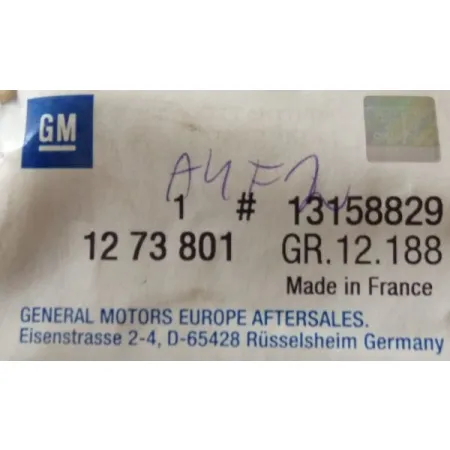 GM
1 # 13158829
12 73 801 GR.12.188
Made in France
GENERAL MOTORS EUROPE AFTERSALES.
Eisenstrasse 2-4, D-65428 Rüsselsheim Germany